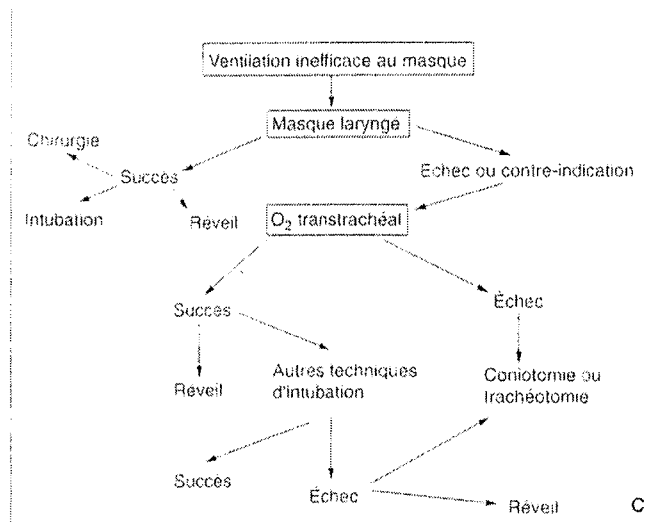 Ventilation inefficace au masque
Masque laryngé
Chirurgie
Succès
Echec ou contre-indication
Intubation
Réveil
O₂ transtrachéal
Succès
Échec
Réveil
Autres techniques
d'intubation
Coniotomie ou
trachéotomie
Succès
Échec
Réveil
C